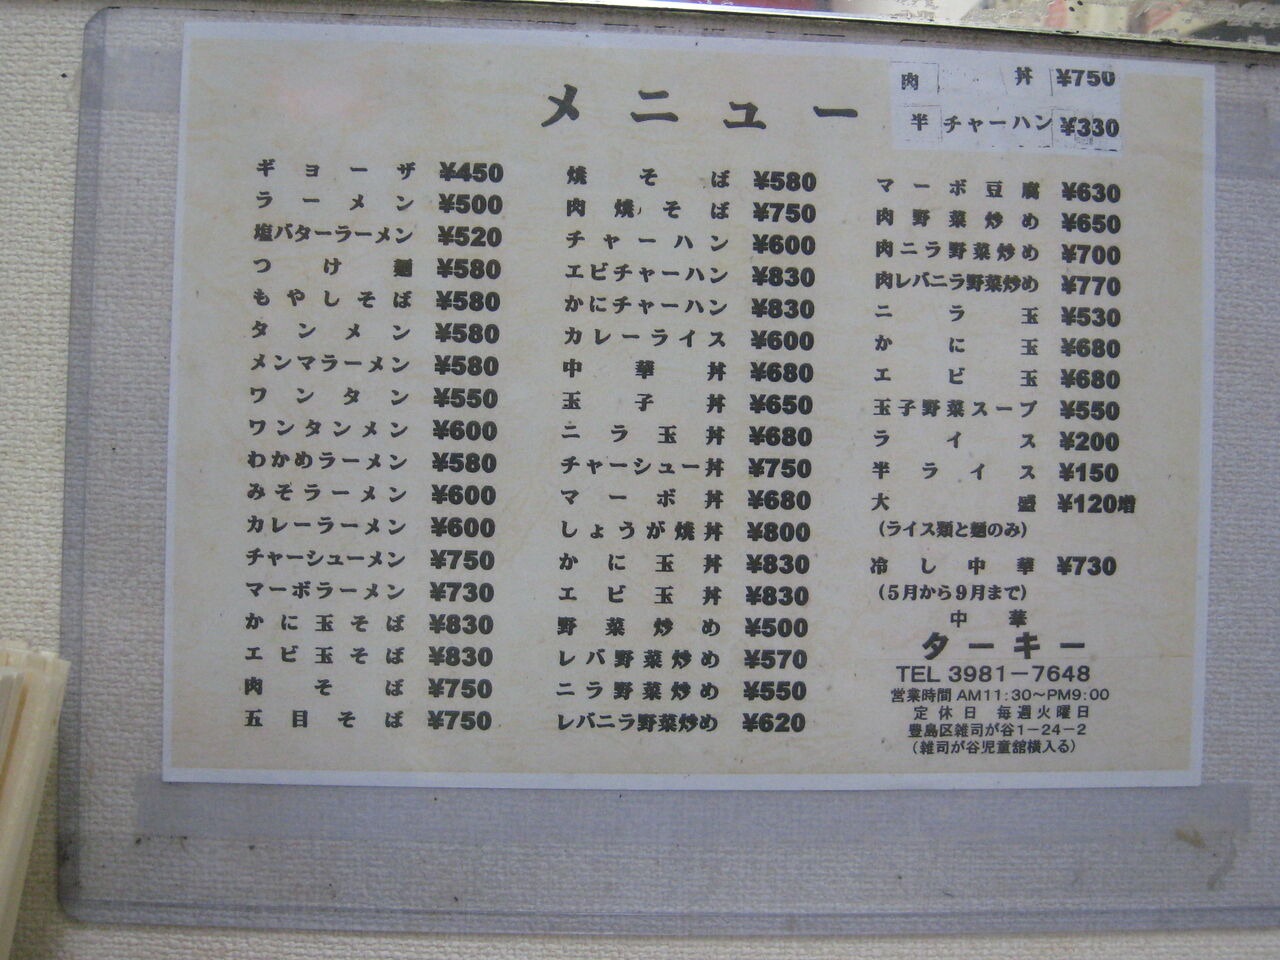 メニュー
肉丼 ¥750
半チャーハン ¥330
ギョーザ ¥450
ラーメン ¥500
塩バターラーメン ¥520
つけ麺 ¥580
もやしそば ¥580
タンメン ¥580
メンマラーメン ¥580
ワンタン ¥550
ワンタンメン ¥600
わかめラーメン ¥580
みそラーメン ¥600
カレーラーメン ¥600
チャーシューメン ¥750
マーボラーメン ¥730
かに玉そば ¥830
エビ玉そば ¥830
肉そば ¥750
五目そば ¥750
焼そば ¥580
肉焼そば ¥750
チャーハン ¥600
エビチャーハン ¥830
かにチャーハン ¥830
カレーライス ¥600
中華丼 ¥680
玉子丼 ¥650
ニラ玉丼 ¥680
チャーシュー丼 ¥750
マーボ丼 ¥680
しょうが焼丼 ¥800
かに玉丼 ¥830
エビ玉丼 ¥830
野菜炒め ¥500
レバ野菜炒め ¥570
ニラ野菜炒め ¥550
レバニラ野菜炒め ¥620
マーボ豆腐 ¥630
肉野菜炒め ¥650
肉ニラ野菜炒め ¥700
肉レバニラ野菜炒め ¥770
ニラ玉 ¥530
かに玉 ¥680
エビ玉 ¥680
玉子野菜スープ ¥550
ライス ¥200
半ライス ¥150
大盛 ¥120増
(ライス類と麺のみ)
冷し中華 ¥730
(5月から9月まで)
中華
ターキー
TEL 3981-7648
営業時間 AM11:30～PM9:00
定休日 毎週火曜日
豊島区雑司が谷1-24-2
(雑司が谷児童館横入る)